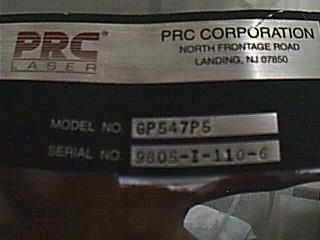 PRC
LASER
PRC CORPORATION
NORTH FRONTAGE ROAD
LANDING, NJ 07850
MODEL NO. GP547P5
SERIAL NO. 9805-I-110-6